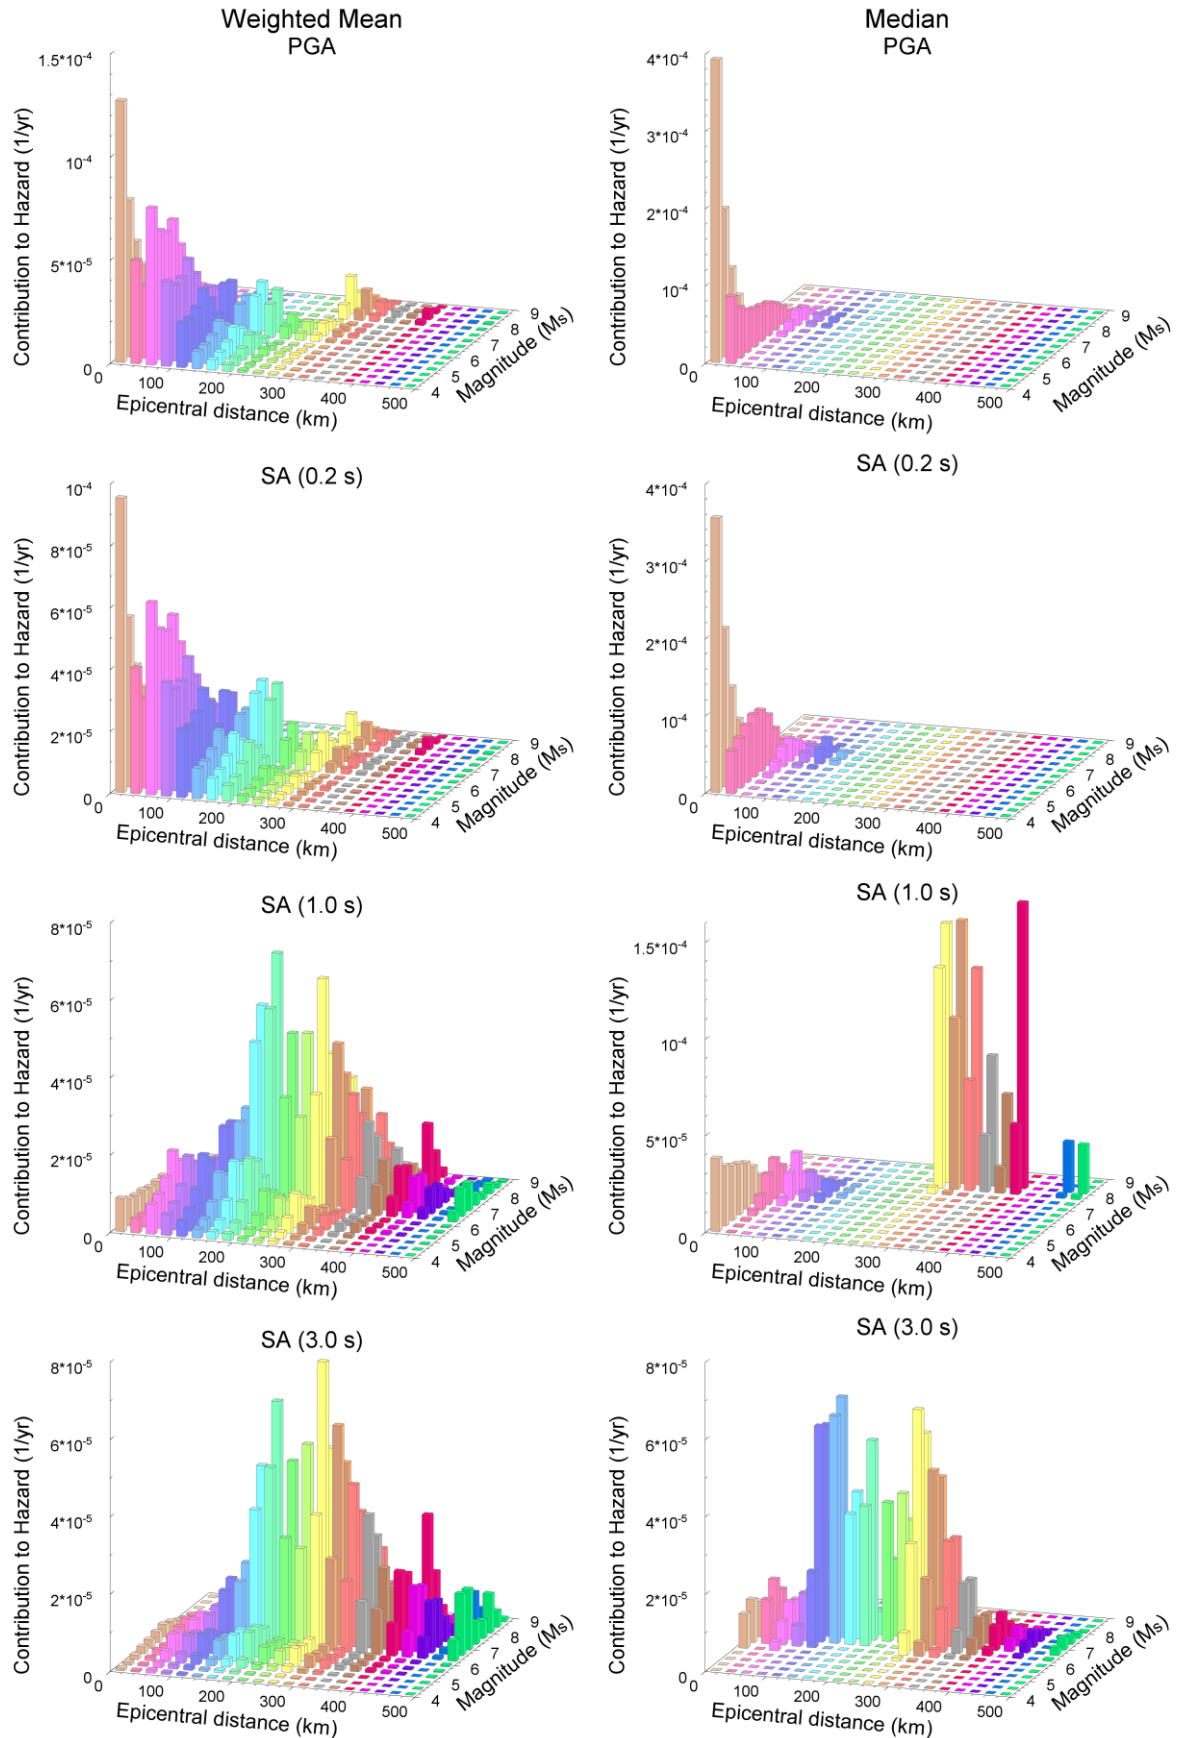 Weighted Mean
PGA
Contribution to Hazard (1/yr)
1.5*10-4
10-4
5*10-5
0
0 100 200 300 400 500
Epicentral distance (km)
4 5 6 7 8 9
Magnitude (Ms)
Median
PGA
Contribution to Hazard (1/yr)
4*10-4
3*10-4
2*10-4
10-4
0
0 100 200 300 400 500
Epicentral distance (km)
4 5 6 7 8 9
Magnitude (Ms)
SA (0.2 s)
Contribution to Hazard (1/yr)
10-4
8*10-5
6*10-5
4*10-5
2*10-5
0
0 100 200 300 400 500
Epicentral distance (km)
4 5 6 7 8 9
Magnitude (Ms)
SA (0.2 s)
Contribution to Hazard (1/yr)
4*10-4
3*10-4
2*10-4
10-4
0
0 100 200 300 400 500
Epicentral distance (km)
4 5 6 7 8 9
Magnitude (Ms)
SA (1.0 s)
Contribution to Hazard (1/yr)
8*10-5
6*10-5
4*10-5
2*10-5
0
0 100 200 300 400 500
Epicentral distance (km)
4 5 6 7 8 9
Magnitude (Ms)
SA (1.0 s)
Contribution to Hazard (1/yr)
1.5*10-4
10-4
5*10-5
0
0 100 200 300 400 500
Epicentral distance (km)
4 5 6 7 8 9
Magnitude (Ms)
SA (3.0 s)
Contribution to Hazard (1/yr)
8*10-5
6*10-5
4*10-5
2*10-5
0
0 100 200 300 400 500
Epicentral distance (km)
4 5 6 7 8 9
Magnitude (Ms)
SA (3.0 s)
Contribution to Hazard (1/yr)
8*10-5
6*10-5
4*10-5
2*10-5
0
0 100 200 300 400 500
Epicentral distance (km)
4 5 6 7 8 9
Magnitude (Ms)